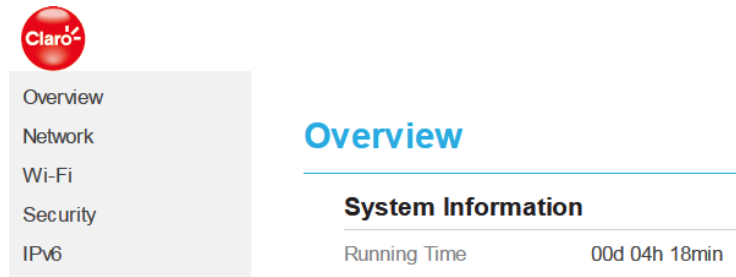 Claro
Overview
Network
Wi-Fi
Security
IPv6
Overview
System Information
Running Time 00d 04h 18min